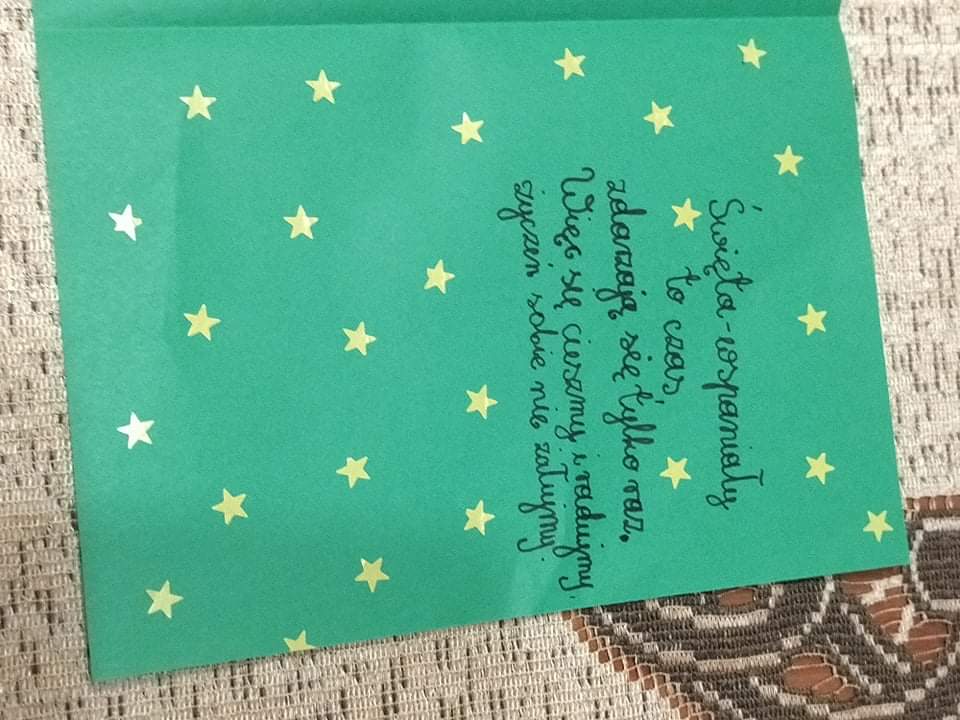 Święta-wspaniały
to czas
zdarzają się tylko raz.
Więc się cieszmy i radujmy,
życzeń sobie nie żałujmy.